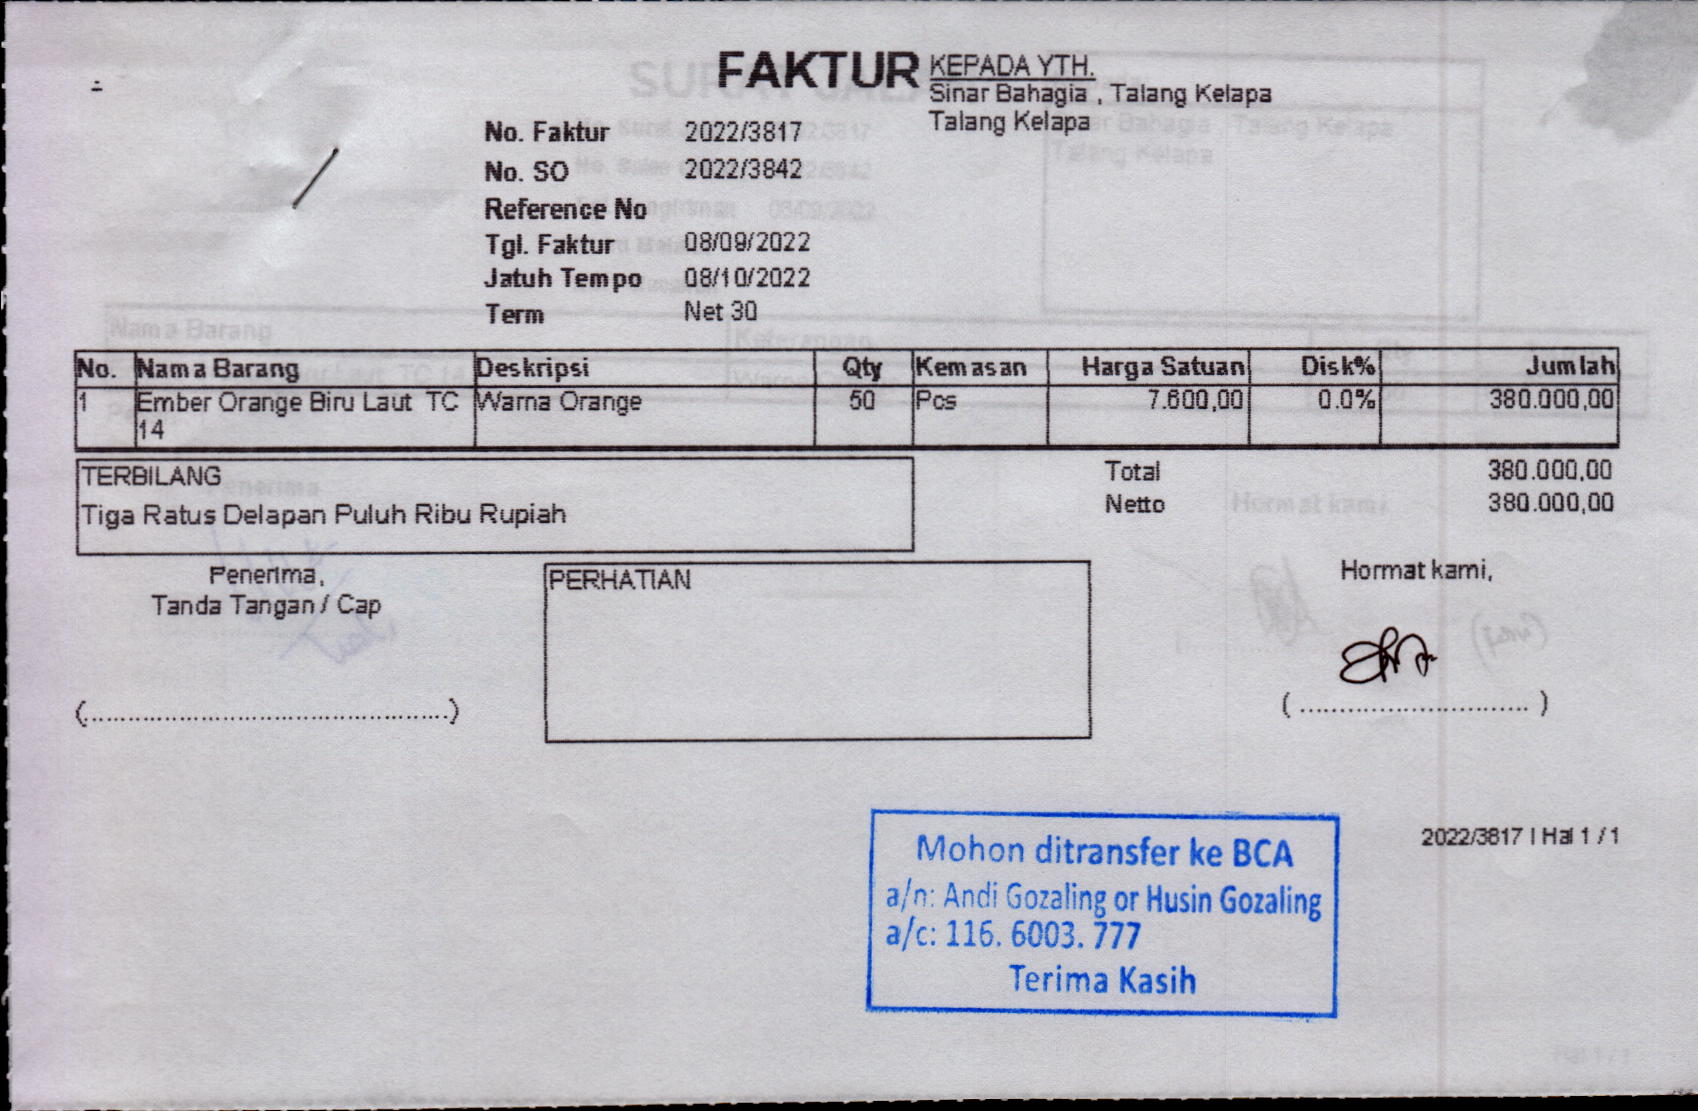 FAKTUR
KEPADA YTH.
Sinar Bahagia , Talang Kelapa
Talang Kelapa
No. Faktur 2022/3817
No. SO 2022/3842
Reference No
Tgl. Faktur 08/09/2022
Jatuh Tempo 08/10/2022
Term Net 30
No. Nama Barang Deskripsi Qty Kemasan Harga Satuan Disk% Jumlah
1 Ember Orange Biru Laut TC Warna Orange 50 Pcs 7.600,00 0.0% 380.000,00
14
TERBILANG
Tiga Ratus Delapan Puluh Ribu Rupiah
Total 380.000,00
Netto 380.000,00
Penerima,
Tanda Tangan / Cap
(................................................)
PERHATIAN
Hormat kami,
( ............................ )
2022/3817 | Hal 1 / 1
Mohon ditransfer ke BCA
a/n: Andi Gozaling or Husin Gozaling
a/c: 116. 6003. 777
Terima Kasih